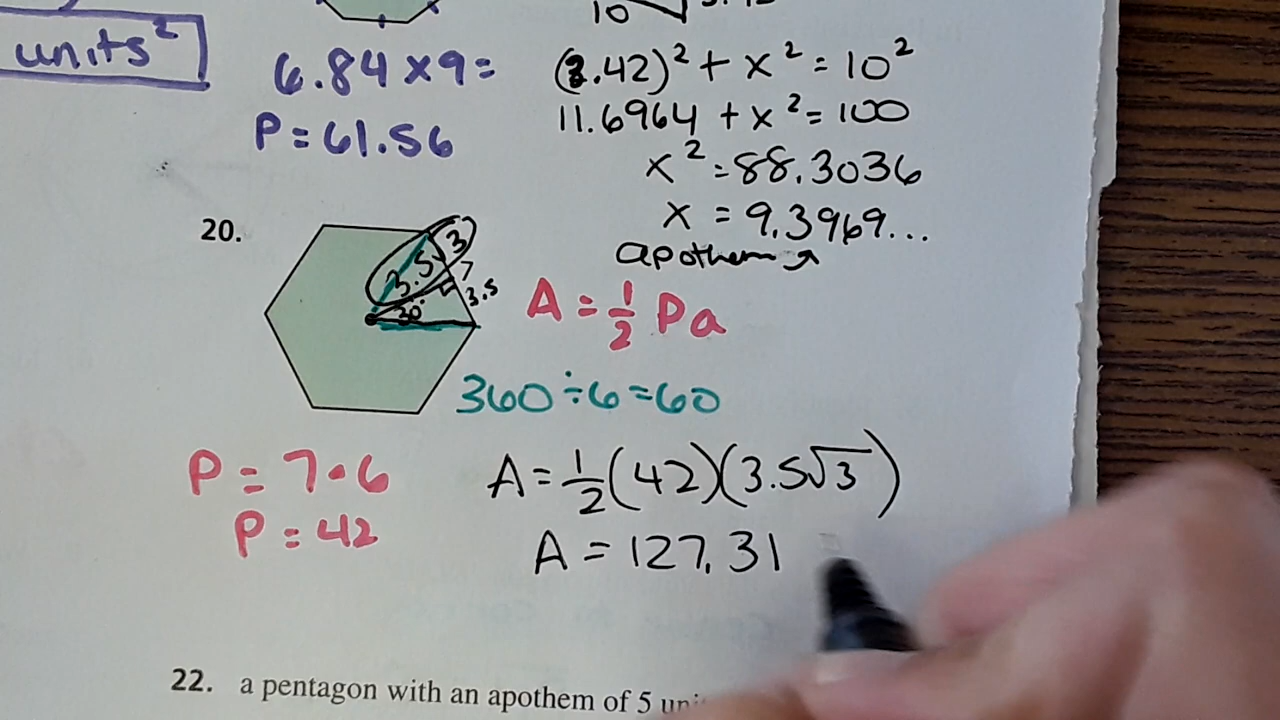 units²
6.84 x 9 =
P = 61.56
10
(3.42)² + x² = 10²
11.6964 + x² = 100
x² = 88.3036
x = 9.3969...
apothem
20.
3.5√3
7
3.5
30°
A = 1/2 Pa
360 ÷ 6 = 60
P = 7 • 6
P = 42
A = 1/2 (42)(3.5√3)
A = 127.31
22. a pentagon with an apothem of 5